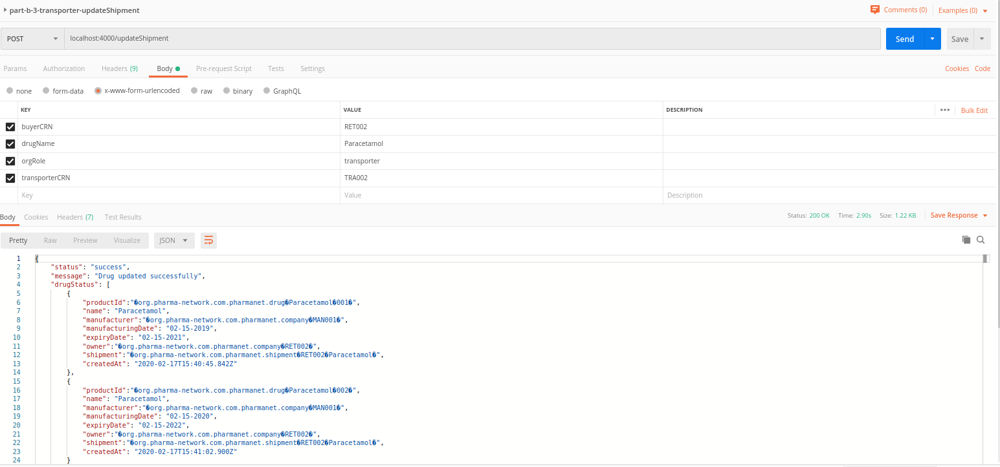 part-b-3-transporter-updateShipment
Comments (0) Examples (0)
POST localhost:4000/updateShipment Send Save
Params Authorization Headers (9) Body Pre-request Script Tests Settings Cookies Code
none form-data x-www-form-urlencoded raw binary GraphQL
KEY VALUE DESCRIPTION ••• Bulk Edit
buyerCRN RET002
drugName Paracetamol
orgRole transporter
transporterCRN TRA002
Key Value Description
Body Cookies Headers (7) Test Results Status: 200 OK Time: 2.90s Size: 1.22 KB Save Response
Pretty Raw Preview Visualize JSON
1 {
2 "status": "success",
3 "message": "Drug updated successfully",
4 "drugStatus": [
5 {
6 "productId":"�org.pharma-network.com.pharmanet.drug�Paracetamol�001�",
7 "name": "Paracetamol",
8 "manufacturer":"�org.pharma-network.com.pharmanet.company�MAN001�",
9 "manufacturingDate": "02-15-2019",
10 "expiryDate": "02-15-2021",
11 "owner":"�org.pharma-network.com.pharmanet.company�RET002�",
12 "shipment":"�org.pharma-network.com.pharmanet.shipment�RET002�Paracetamol�",
13 "createdAt": "2020-02-17T15:40:45.842Z"
14 },
15 {
16 "productId":"�org.pharma-network.com.pharmanet.drug�Paracetamol�002�",
17 "name": "Paracetamol",
18 "manufacturer":"�org.pharma-network.com.pharmanet.company�MAN001�",
19 "manufacturingDate": "02-15-2020",
20 "expiryDate": "02-15-2022",
21 "owner":"�org.pharma-network.com.pharmanet.company�RET002�",
22 "shipment":"�org.pharma-network.com.pharmanet.shipment�RET002�Paracetamol�",
23 "createdAt": "2020-02-17T15:41:02.900Z"
24 }